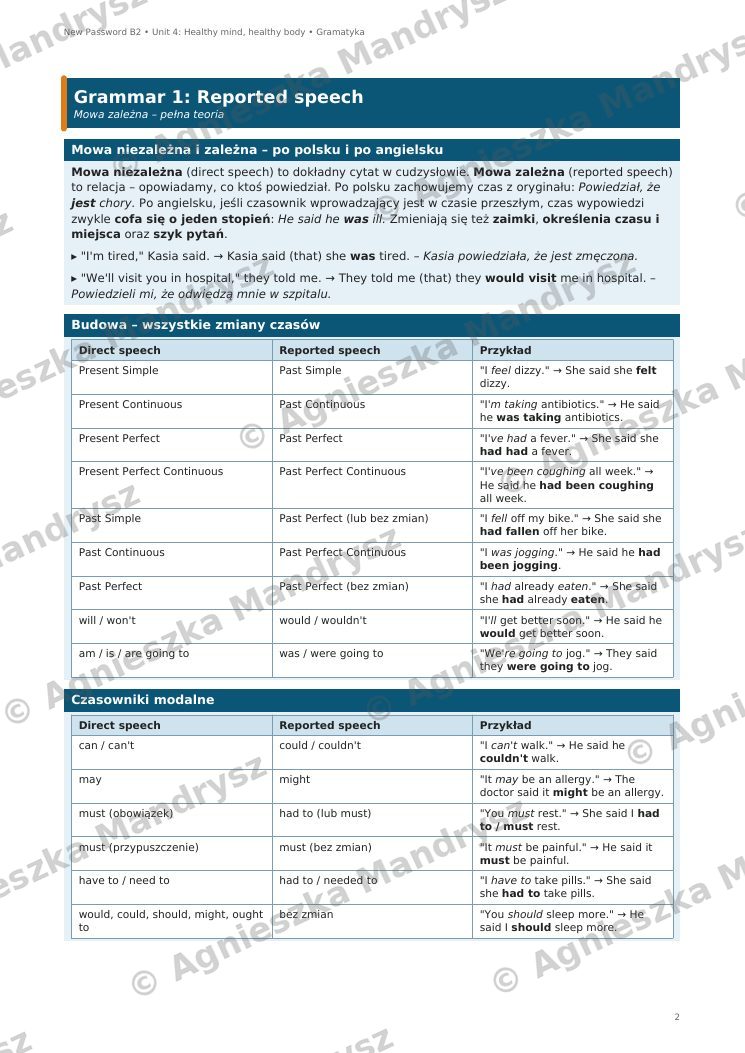 New Password B2 • Unit 4: Healthy mind, healthy body • Gramatyka
Grammar 1: Reported speech
Mowa zależna – pełna teoria
Mowa niezależna i zależna – po polsku i po angielsku
Mowa niezależna (direct speech) to dokładny cytat w cudzysłowie. Mowa zależna (reported speech)
to relacja – opowiadamy, co ktoś powiedział. Po polsku zachowujemy czas z oryginału: Powiedział, że
jest chory. Po angielsku, jeśli czasownik wprowadzający jest w czasie przeszłym, czas wypowiedzi
zwykle cofa się o jeden stopień: He said he was ill. Zmieniają się też zaimki, określenia czasu i
miejsca oraz szyk pytań.
▸ "I'm tired," Kasia said. → Kasia said (that) she was tired. – Kasia powiedziała, że jest zmęczona.
▸ "We'll visit you in hospital," they told me. → They told me (that) they would visit me in hospital. –
Powiedzieli mi, że odwiedzą mnie w szpitalu.
Budowa – wszystkie zmiany czasów
Direct speech Reported speech Przykład
Present Simple Past Simple "I feel dizzy." → She said she felt
dizzy.
Present Continuous Past Continuous "I'm taking antibiotics." → He said
he was taking antibiotics.
Present Perfect Past Perfect "I've had a fever." → She said she
had had a fever.
Present Perfect Continuous Past Perfect Continuous "I've been coughing all week." →
He said he had been coughing
all week.
Past Simple Past Perfect (lub bez zmian) "I fell off my bike." → She said she
had fallen off her bike.
Past Continuous Past Perfect Continuous "I was jogging." → He said he had
been jogging.
Past Perfect Past Perfect (bez zmian) "I had already eaten." → She said
she had already eaten.
will / won't would / wouldn't "I'll get better soon." → He said he
would get better soon.
am / is / are going to was / were going to "We're going to jog." → They said
they were going to jog.
Czasowniki modalne
Direct speech Reported speech Przykład
can / can't could / couldn't "I can't walk." → He said he
couldn't walk.
may might "It may be an allergy." → The
doctor said it might be an allergy.
must (obowiązek) had to (lub must) "You must rest." → She said I had
to / must rest.
must (przypuszczenie) must (bez zmian) "It must be painful." → He said it
must be painful.
have to / need to had to / needed to "I have to take pills." → She said
she had to take pills.
would, could, should, might, ought bez zmian "You should sleep more." → He
to said I should sleep more.
© Agnieszka Mandrysz
2